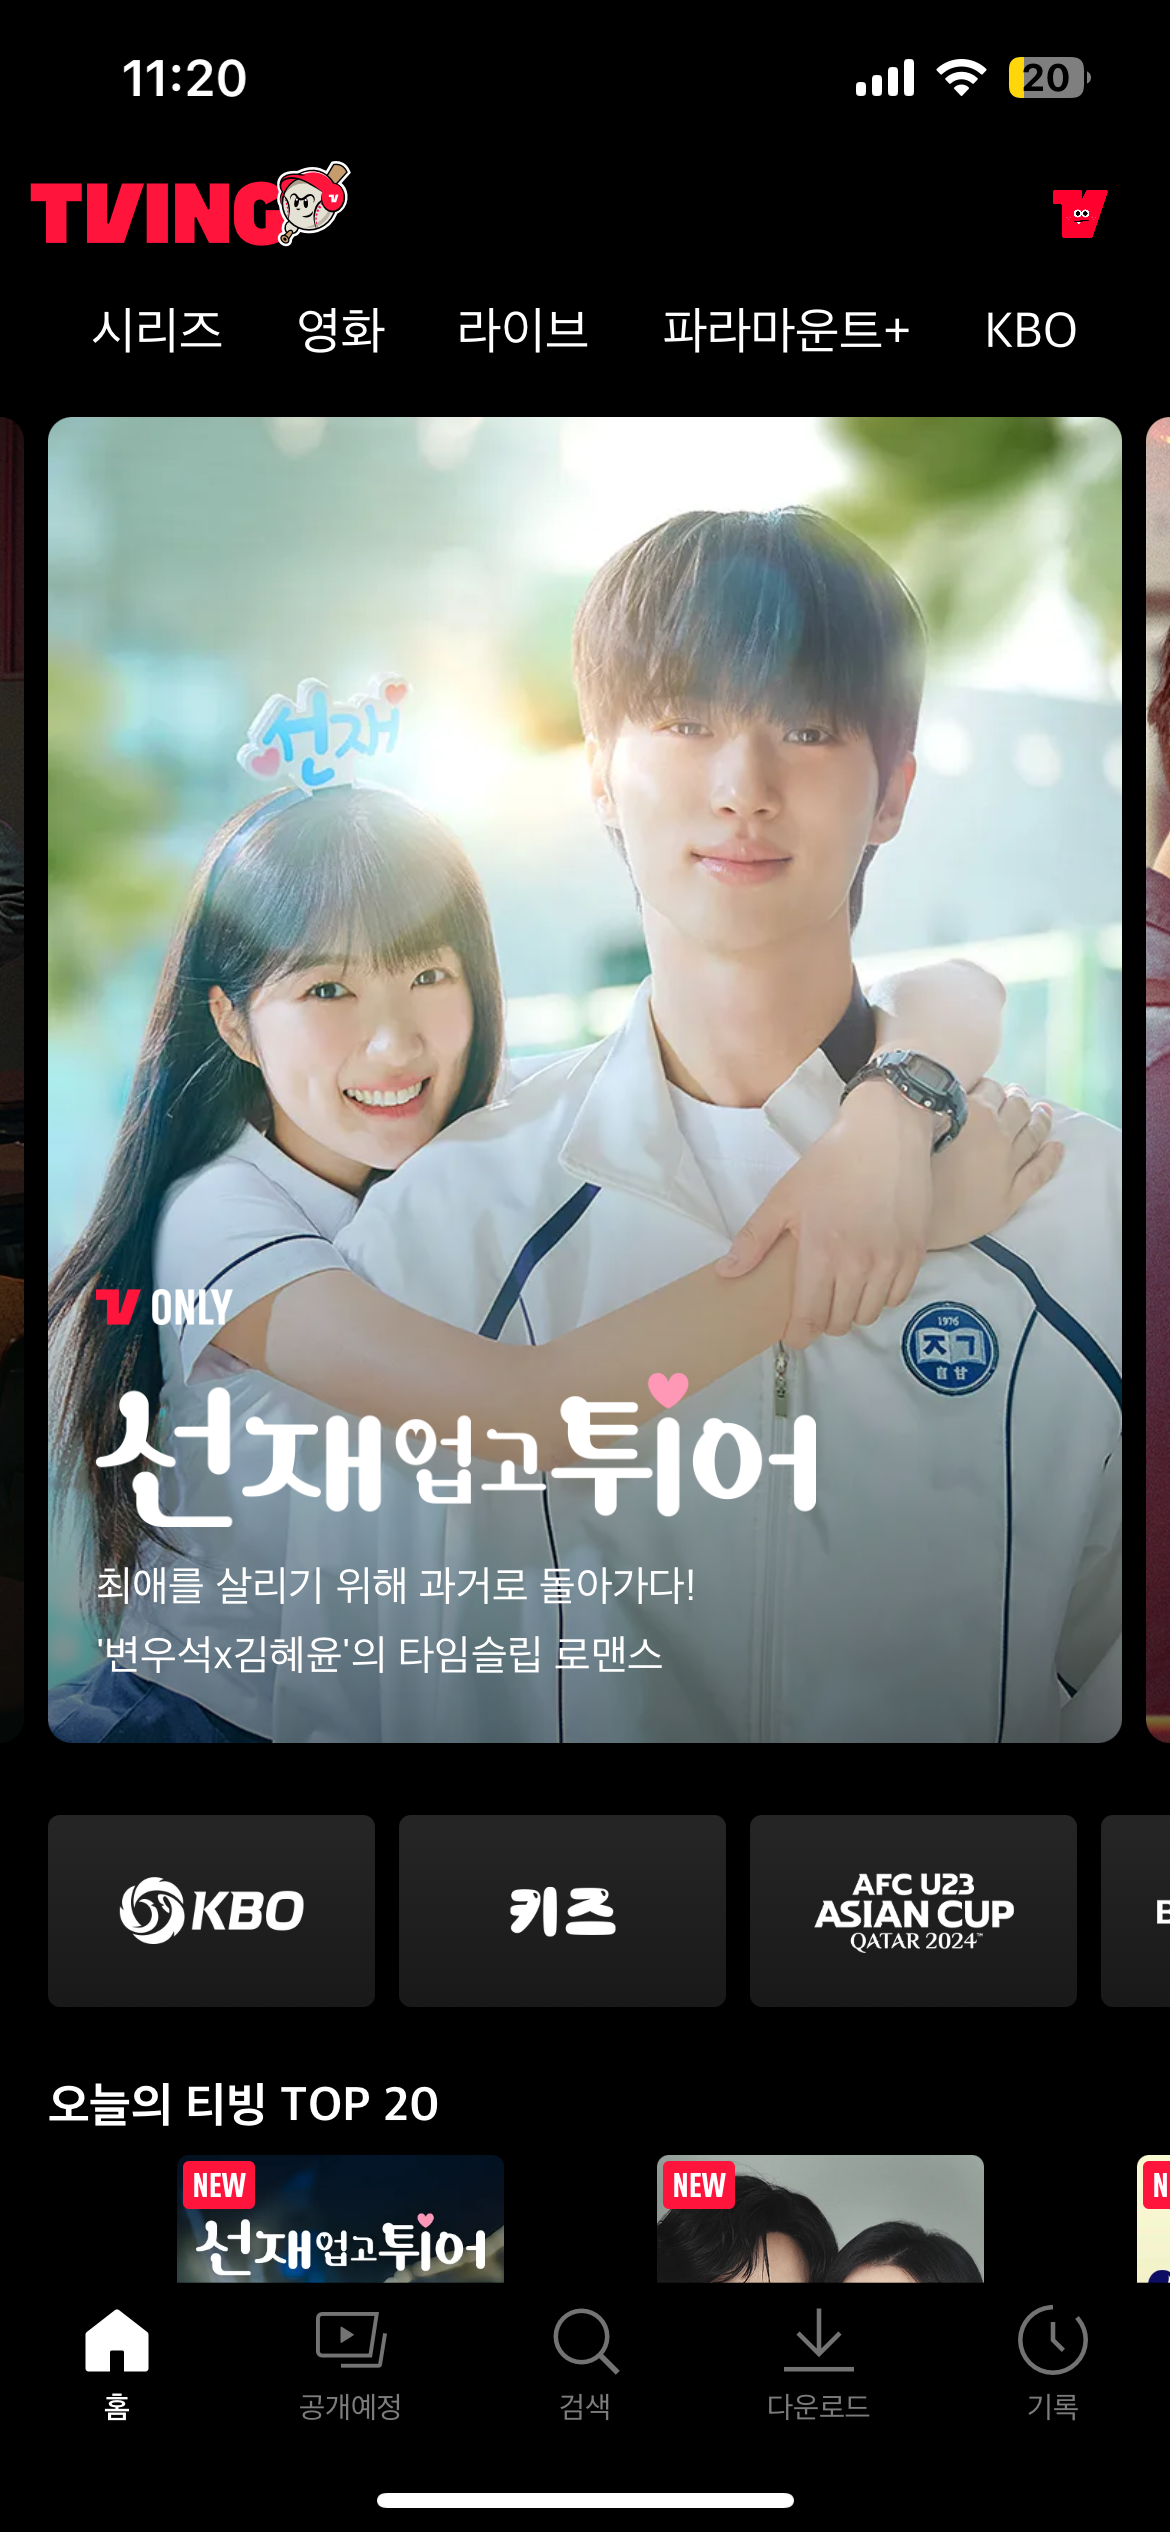 11:20
20
TVING
시리즈 영화 라이브 파라마운트+ KBO
선재
1976
ONLY
선재 업고 튀어
최애를 살리기 위해 과거로 돌아가다!
'변우석x김혜윤'의 타임슬립 로맨스
KBO
키즈
AFC U23
ASIAN CUP
QATAR 2024™
오늘의 티빙 TOP 20
NEW
NEW
선재 업고 튀어
홈 공개예정 검색 다운로드 기록